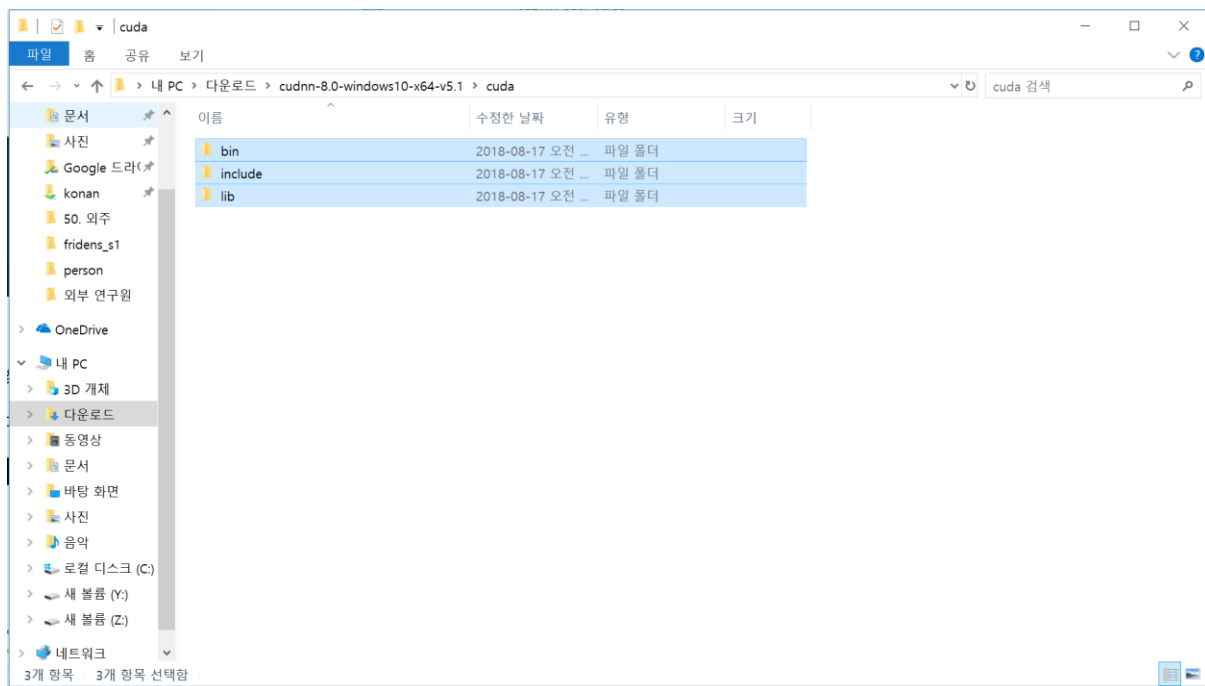 cuda
파일 홈 공유 보기
내 PC > 다운로드 > cudnn-8.0-windows10-x64-v5.1 > cuda
cuda 검색
이름 수정한 날짜 유형 크기
bin 2018-08-17 오전 ... 파일 폴더
include 2018-08-17 오전 ... 파일 폴더
lib 2018-08-17 오전 ... 파일 폴더
문서
사진
Google 드라
konan
50. 외주
fridens_s1
person
외부 연구원
OneDrive
내 PC
3D 개체
다운로드
동영상
문서
바탕 화면
사진
음악
로컬 디스크 (C:)
새 볼륨 (Y:)
새 볼륨 (Z:)
네트워크
3개 항목 3개 항목 선택함